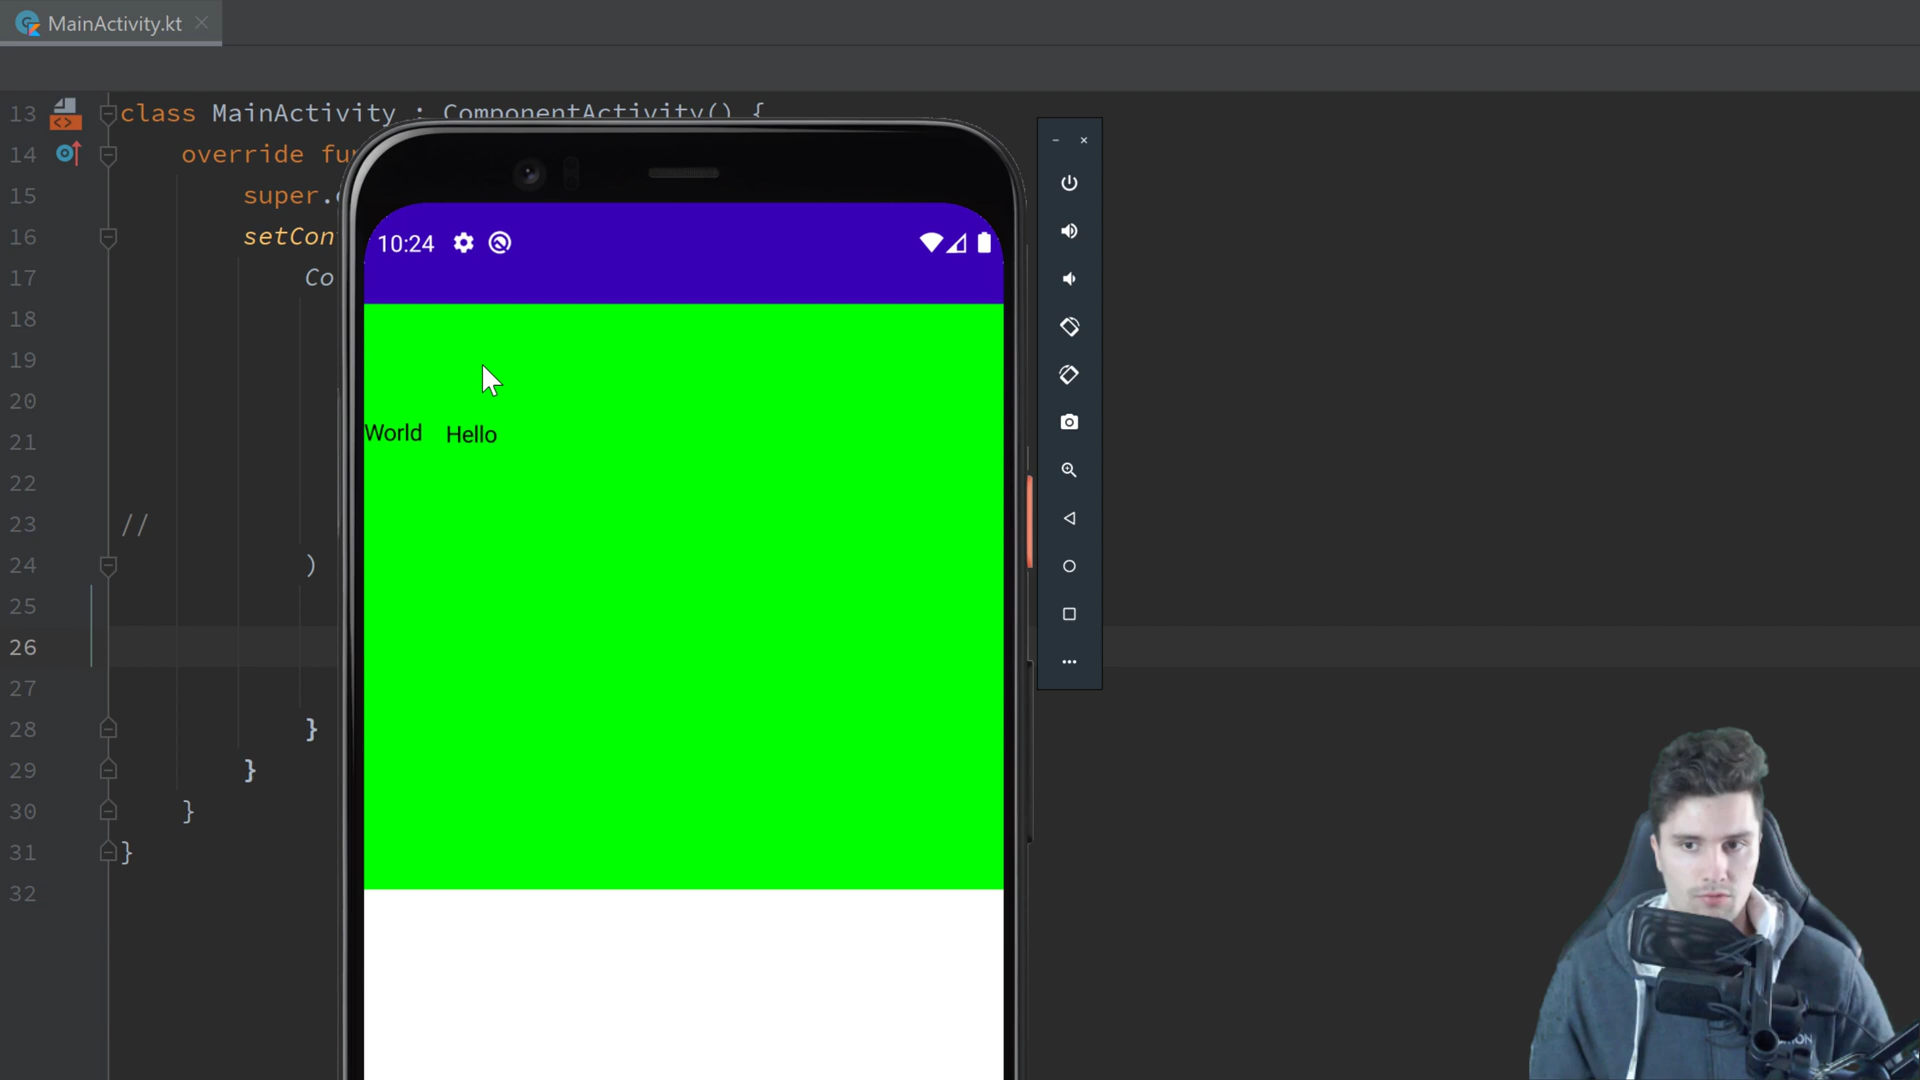 MainActivity.kt
13 class MainActivity : ComponentActivity() {
14 override fun
15 super.
16 setCon
17 Co
18
19
20
21
22
23 //
24 )
25
26
27
28 }
29 }
30 }
31 }
32
10:24
World Hello